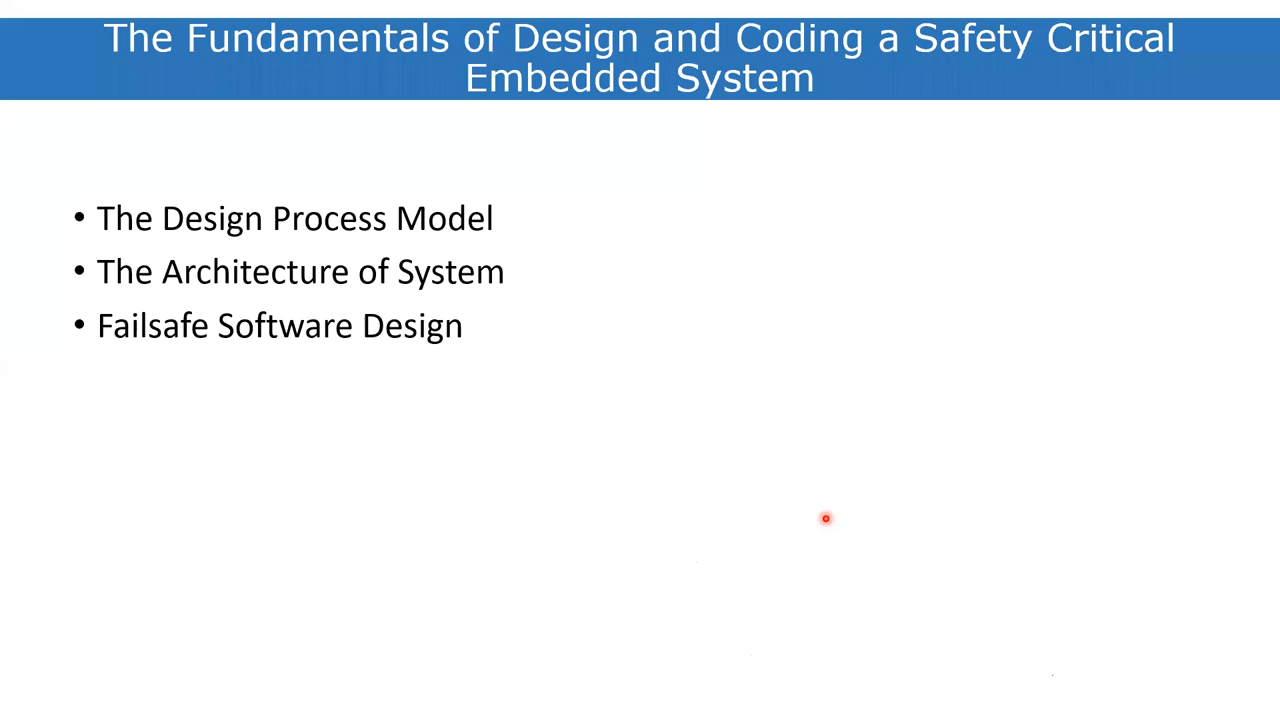 The Fundamentals of Design and Coding a Safety Critical
Embedded System
• The Design Process Model
• The Architecture of System
• Failsafe Software Design